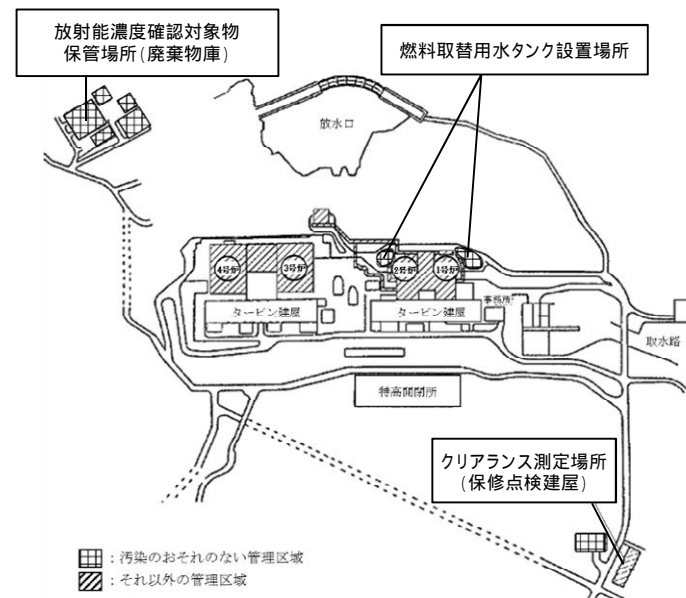 放射能濃度確認対象物
保管場所(廃棄物庫)
燃料取替用水タンク設置場所
放水口
4号炉
3号炉
2号炉
1号炉
タービン建屋
タービン建屋
事務所
取水路
特高開閉所
クリアランス測定場所
(保修点検建屋)
:汚染のおそれのない管理区域
:それ以外の管理区域